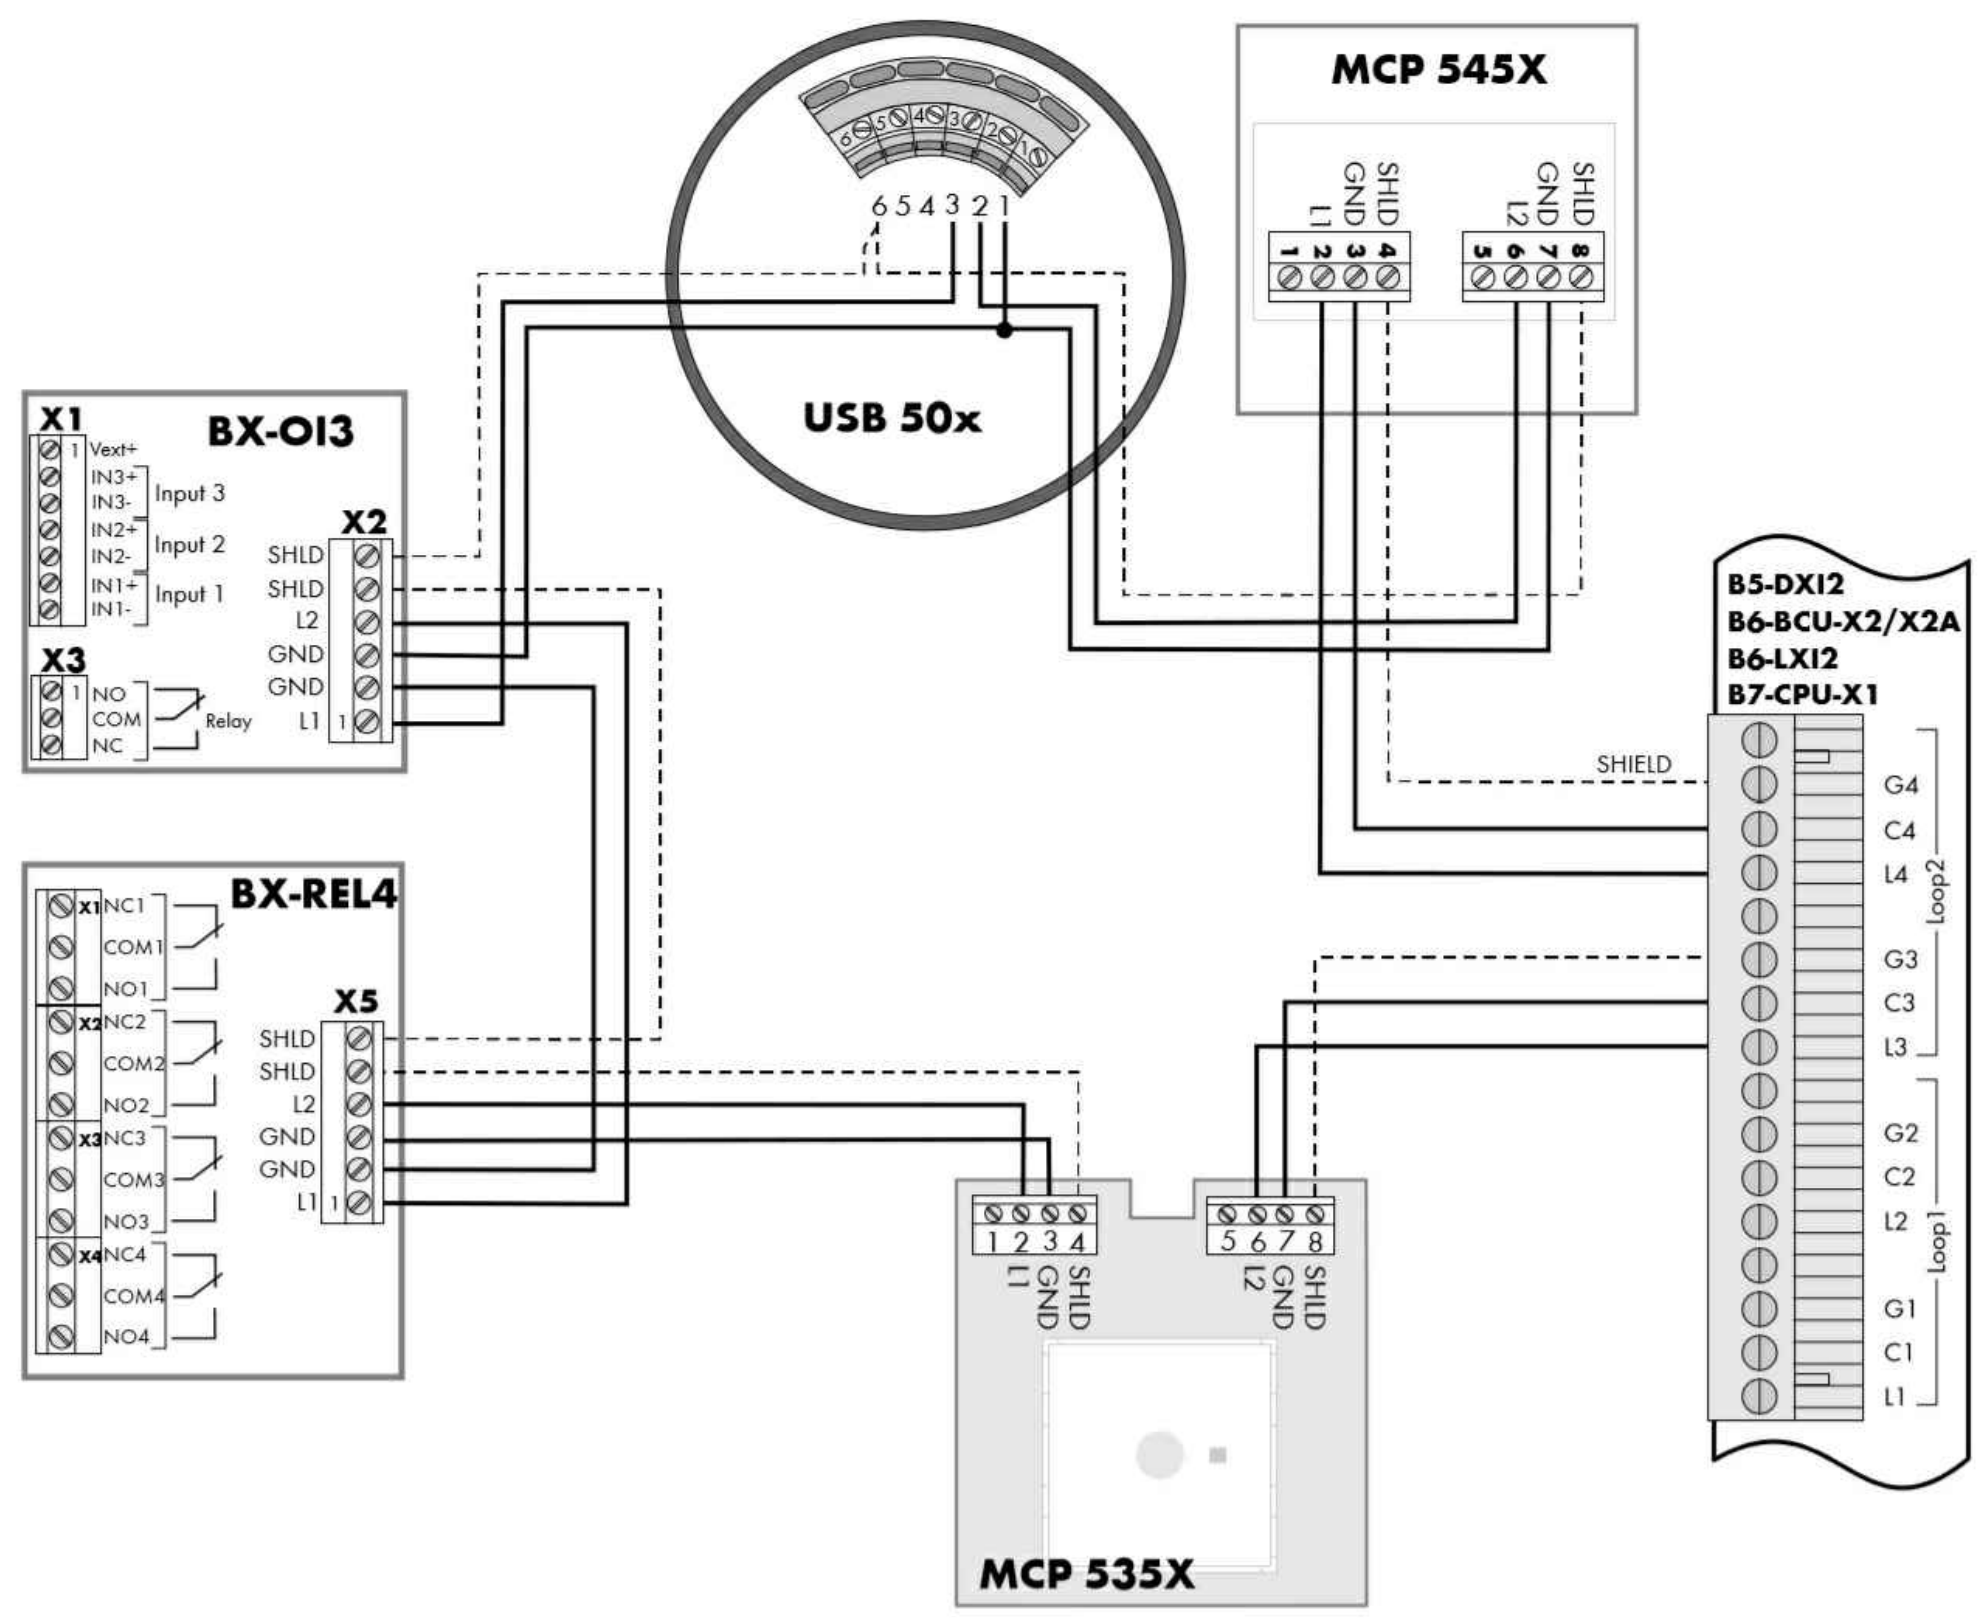 MCP 545X
6 5 4 3 2 1
6 5 4 3 2 1
USB 50x
L1 GND SHLD
1 2 3 4
L2 GND SHLD
5 6 7 8
BX-OI3
X1
1 Vext+
IN3+
IN3-
Input 3
IN2+
IN2-
Input 2
IN1+
IN1-
Input 1
X3
1 NO
COM
NC
Relay
X2
SHLD
SHLD
L2
GND
GND
L1 1
BX-REL4
X1 NC1
COM1
NO1
X2 NC2
COM2
NO2
X3 NC3
COM3
NO3
X4 NC4
COM4
NO4
X5
SHLD
SHLD
L2
GND
GND
L1 1
1 2 3 4
L1 GND SHLD
5 6 7 8
L2 GND SHLD
MCP 535X
B5-DXI2
B6-BCU-X2/X2A
B6-LXI2
B7-CPU-X1
SHIELD
G4
C4
L4
G3
C3
L3
Loop2
G2
C2
L2
G1
C1
L1
Loop1